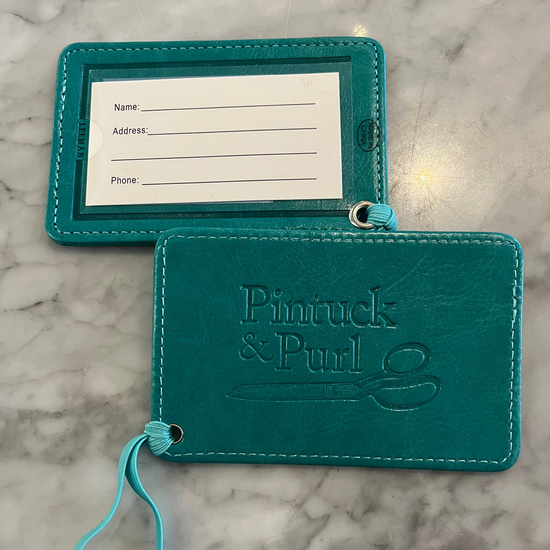 Name:
Address:
Phone:
Pintuck
& Purl